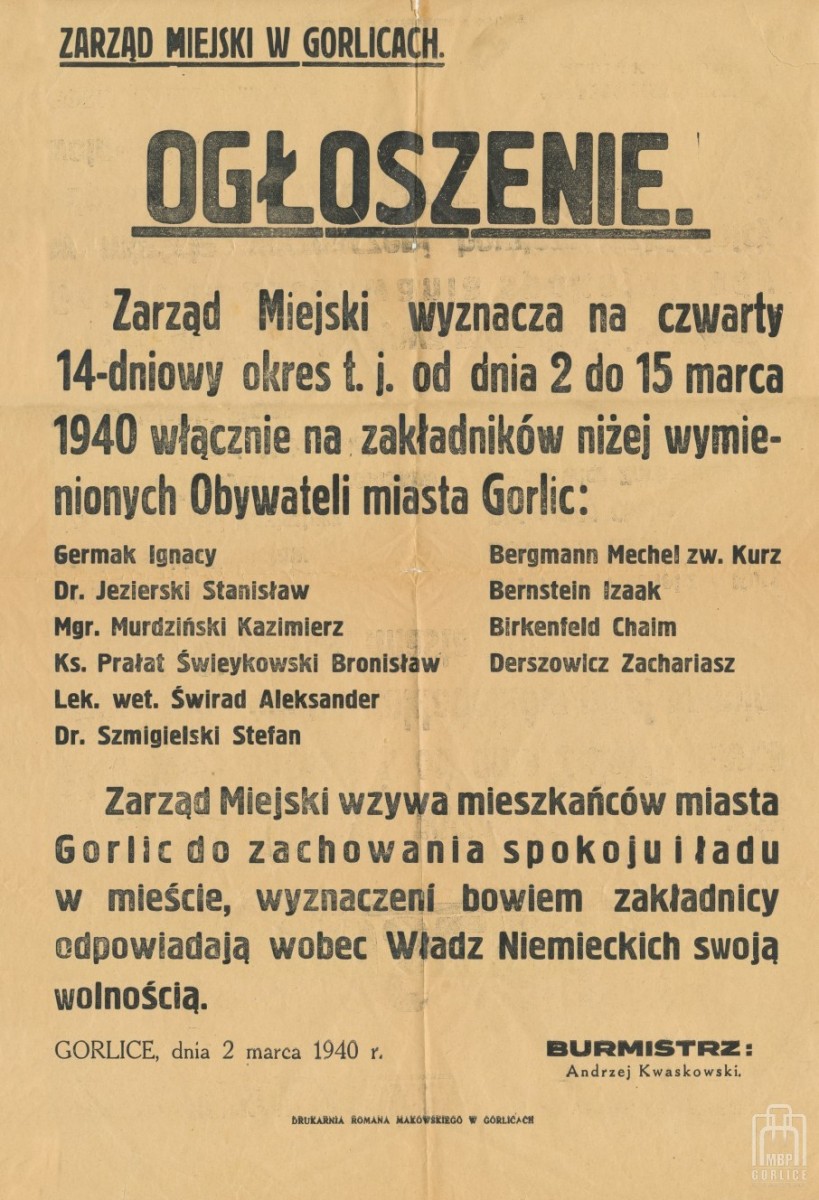 ZARZĄD MIEJSKI W GORLICACH.
OGŁOSZENIE.
Zarząd Miejski wyznacza na czwarty
14-dniowy okres t. j. od dnia 2 do 15 marca
1940 włącznie na zakładników niżej wymie-
nionych Obywateli miasta Gorlic:
Germak Ignacy
Dr. Jezierski Stanisław
Mgr. Murdziński Kazimierz
Ks. Prałat Świeykowski Bronisław
Lek. wet. Świrad Aleksander
Dr. Szmigielski Stefan
Bergmann Mechel zw. Kurz
Bernstein Izaak
Birkenfeld Chaim
Derszowicz Zachariasz
Zarząd Miejski wzywa mieszkańców miasta
Gorlic do zachowania spokoju i ładu
w mieście, wyznaczeni bowiem zakładnicy
odpowiadają wobec Władz Niemieckich swoją
wolnością.
GORLICE, dnia 2 marca 1940 r.
BURMISTRZ:
Andrzej Kwaskowski.
DRUKARNIA ROMANA MAKOWSKIEGO W GORLICACH
MBP
GORLICE